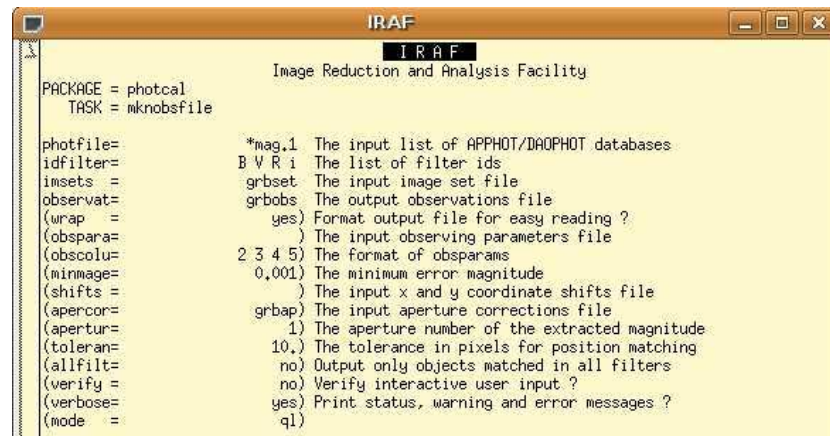 IRAF
I R A F
Image Reduction and Analysis Facility
PACKAGE = photcal
TASK = mknobsfile
photfile= *mag.1 The input list of APPHOT/DAOPHOT databases
idfilter= B V R i The list of filter ids
imsets = grbset The input image set file
observat= grbobs The output observations file
(wrap = yes) Format output file for easy reading ?
(obspara= ) The input observing parameters file
(obscolu= 2 3 4 5) The format of obsparams
(minmage= 0.001) The minimum error magnitude
(shifts = ) The input x and y coordinate shifts file
(apercor= grbap) The input aperture corrections file
(apertur= 1) The aperture number of the extracted magnitude
(toleran= 10.) The tolerance in pixels for position matching
(allfilt= no) Output only objects matched in all filters
(verify = no) Verify interactive user input ?
(verbose= yes) Print status, warning and error messages ?
(mode = ql)